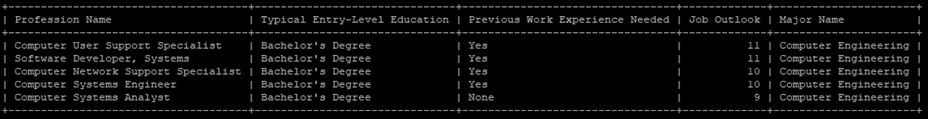 Profession Name | Typical Entry-Level Education | Previous Work Experience Needed | Job Outlook | Major Name
Computer User Support Specialist | Bachelor's Degree | Yes | 11 | Computer Engineering
Software Developer, Systems | Bachelor's Degree | Yes | 11 | Computer Engineering
Computer Network Support Specialist | Bachelor's Degree | Yes | 10 | Computer Engineering
Computer Systems Engineer | Bachelor's Degree | Yes | 10 | Computer Engineering
Computer Systems Analyst | Bachelor's Degree | None | 9 | Computer Engineering